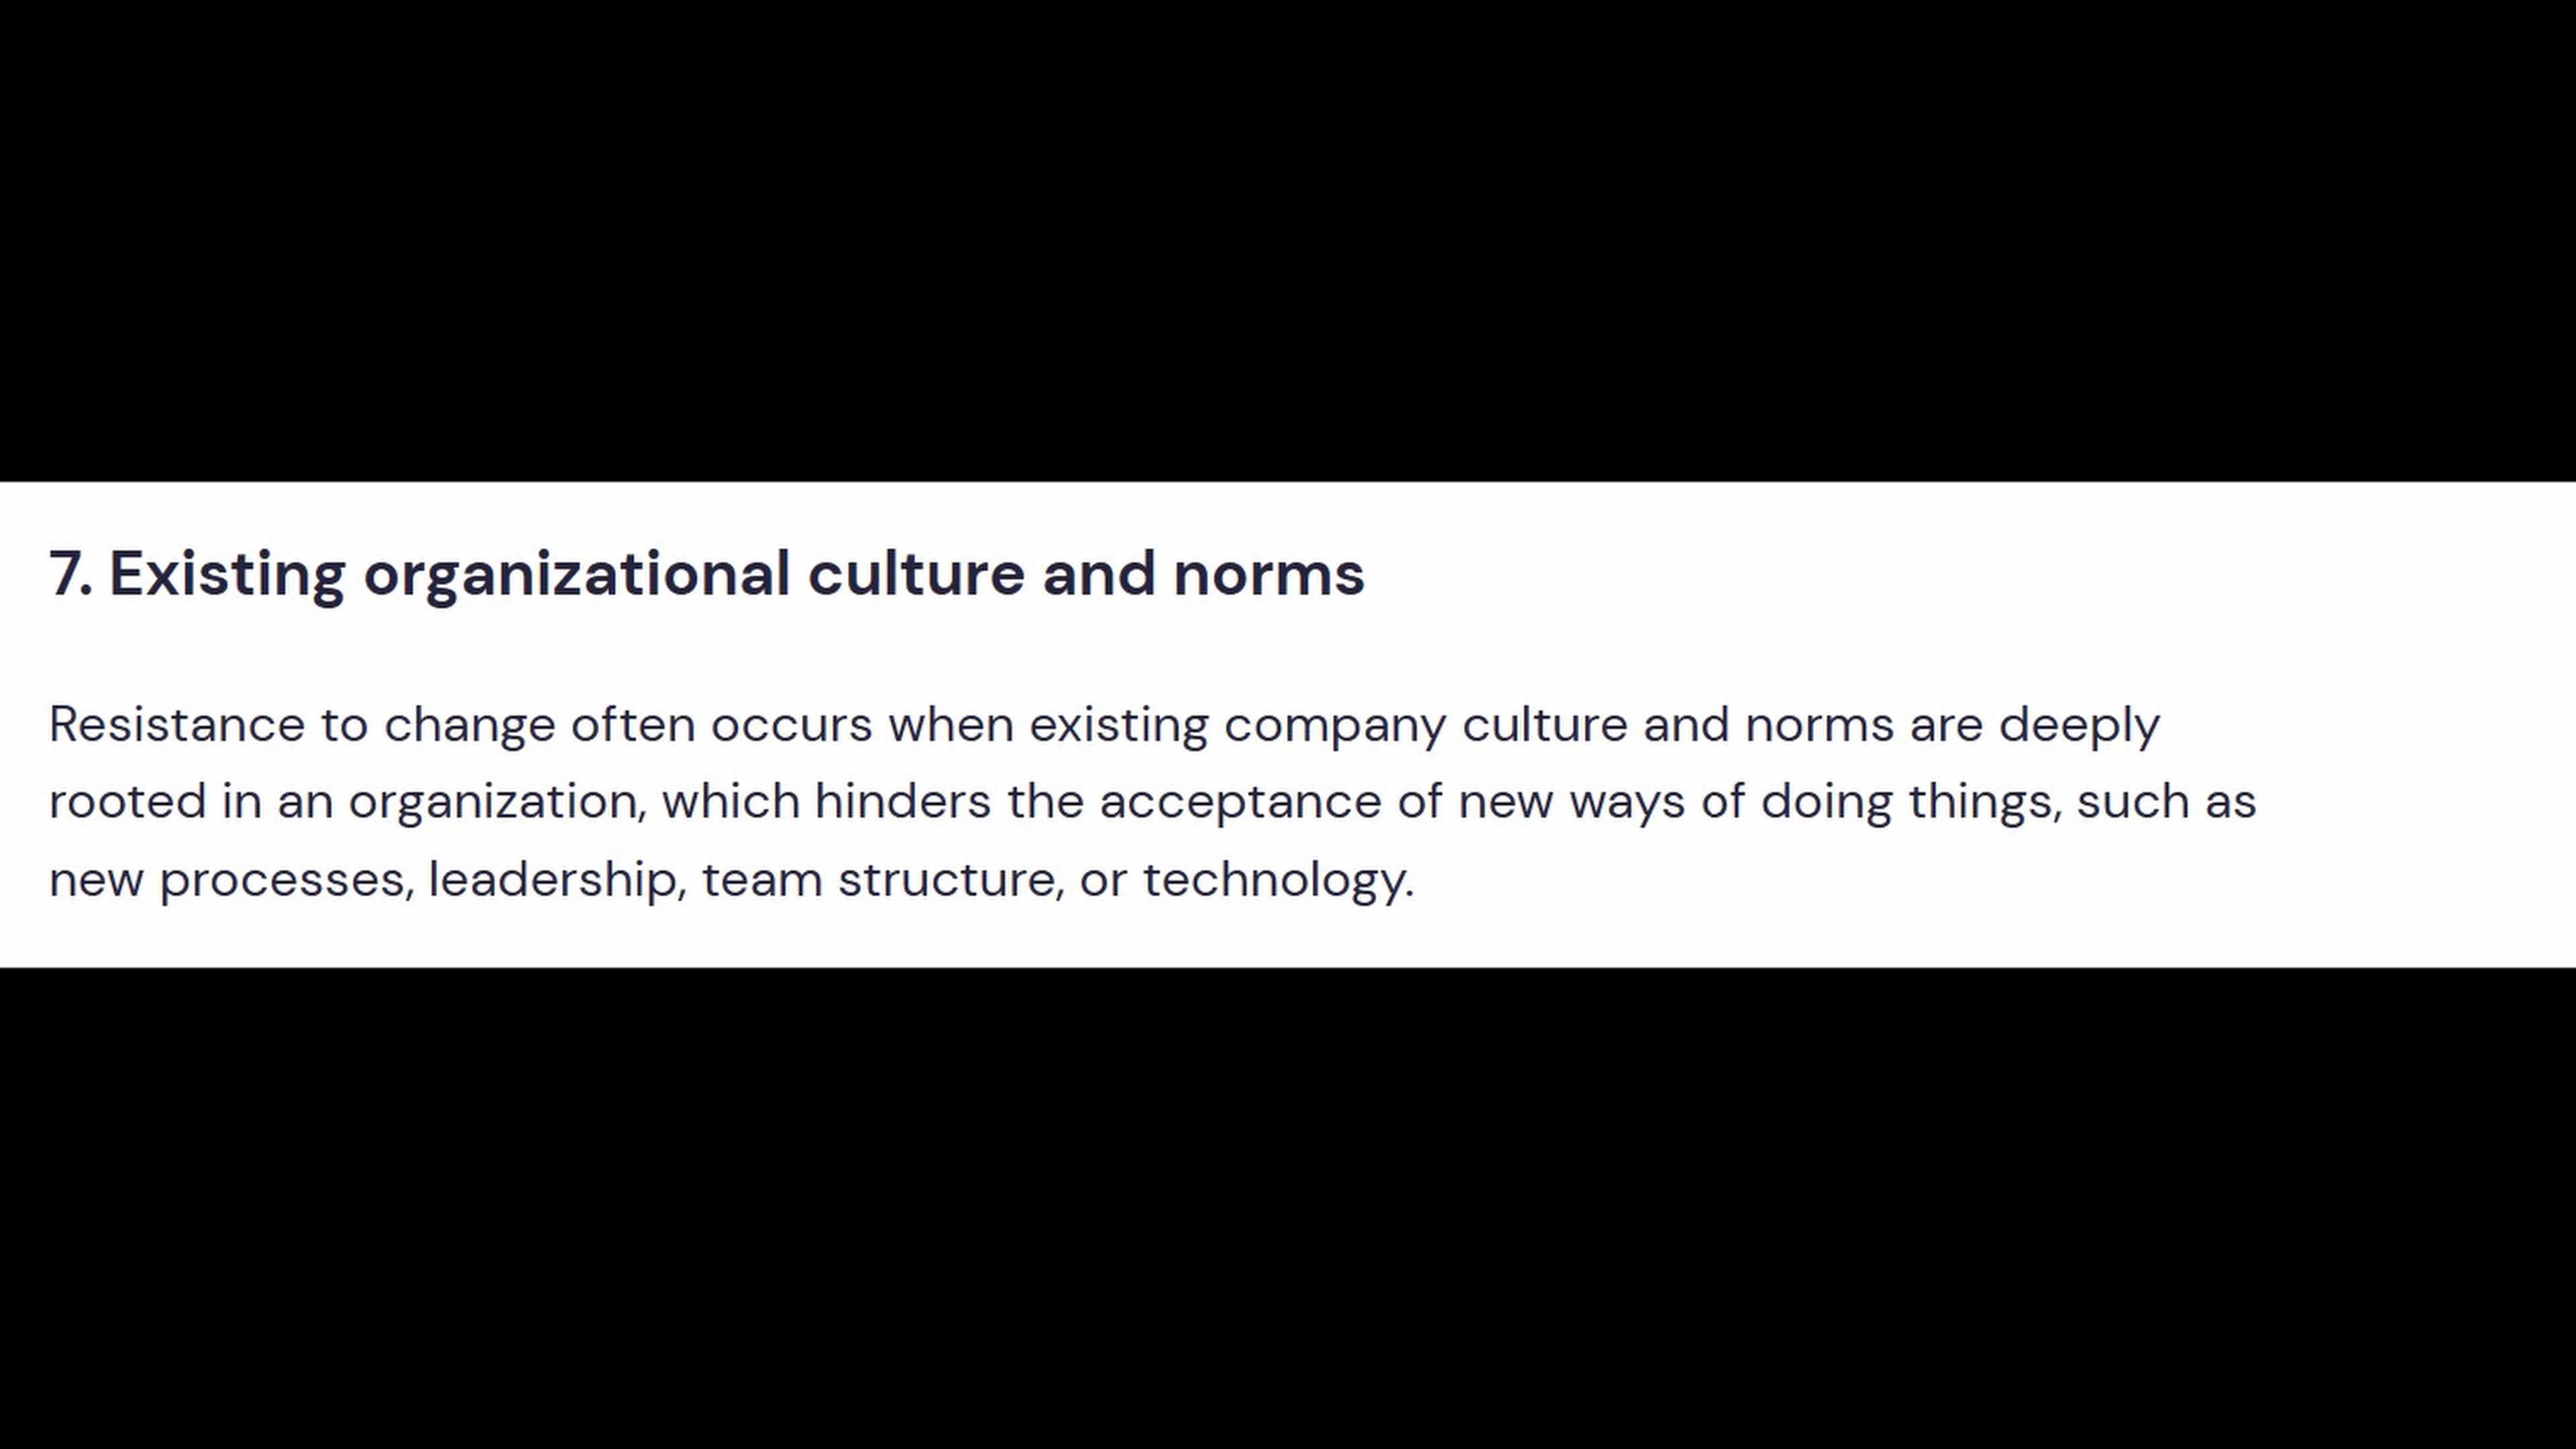 7. Existing organizational culture and norms
Resistance to change often occurs when existing company culture and norms are deeply
rooted in an organization, which hinders the acceptance of new ways of doing things, such as
new processes, leadership, team structure, or technology.